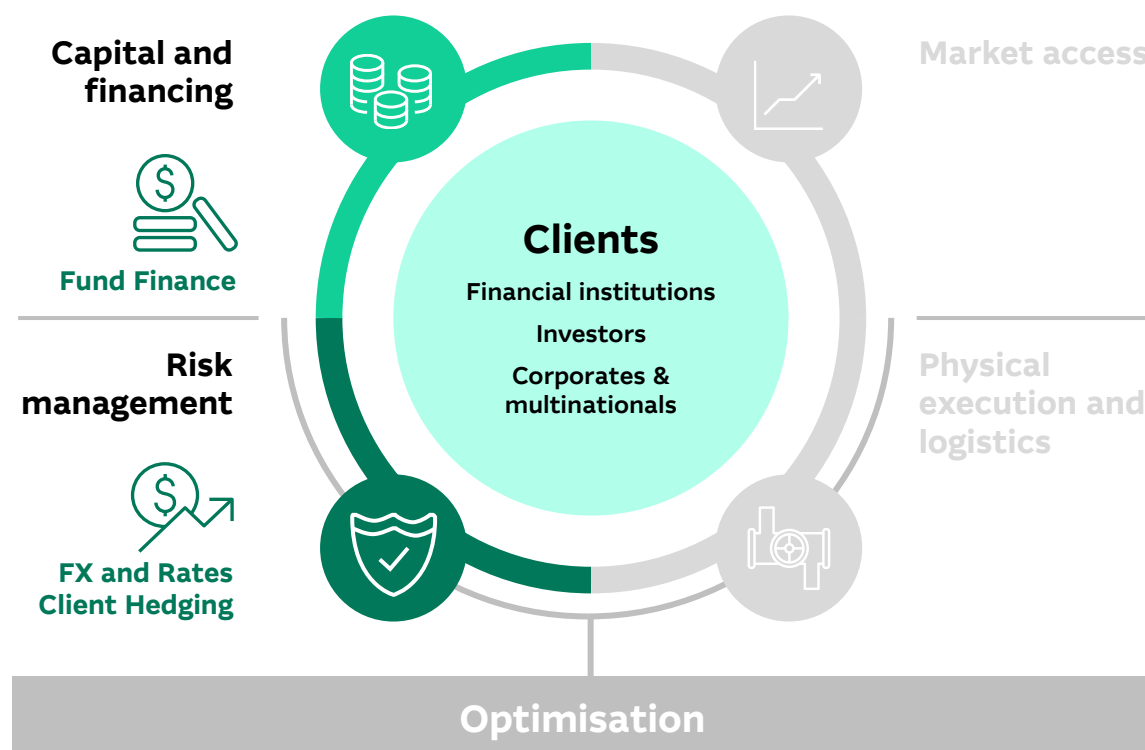 Capital and
financing
$
Fund Finance
Risk
management
$
FX and Rates
Client Hedging
Clients
Financial institutions
Investors
Corporates &
multinationals
Market access
Physical
execution and
logistics
Optimisation